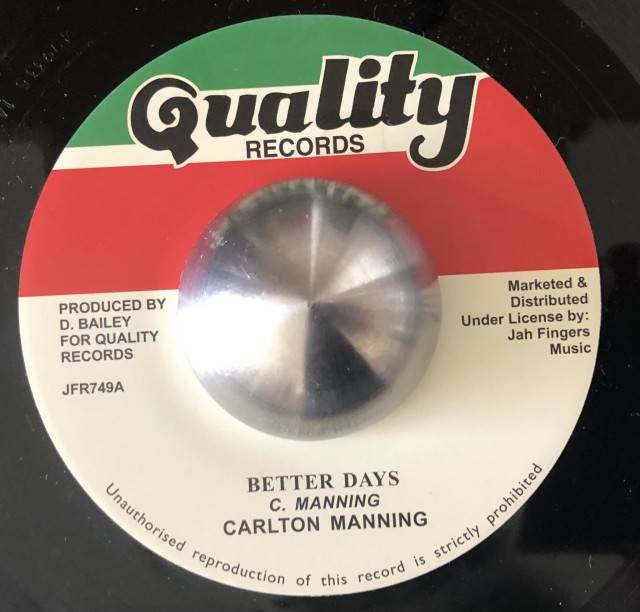 Quality
RECORDS
PRODUCED BY
D. BAILEY
FOR QUALITY
RECORDS
JFR749A
Marketed &
Distributed
Under License by:
Jah Fingers
Music
BETTER DAYS
C. MANNING
CARLTON MANNING
Unauthorised reproduction of this record is strictly prohibited